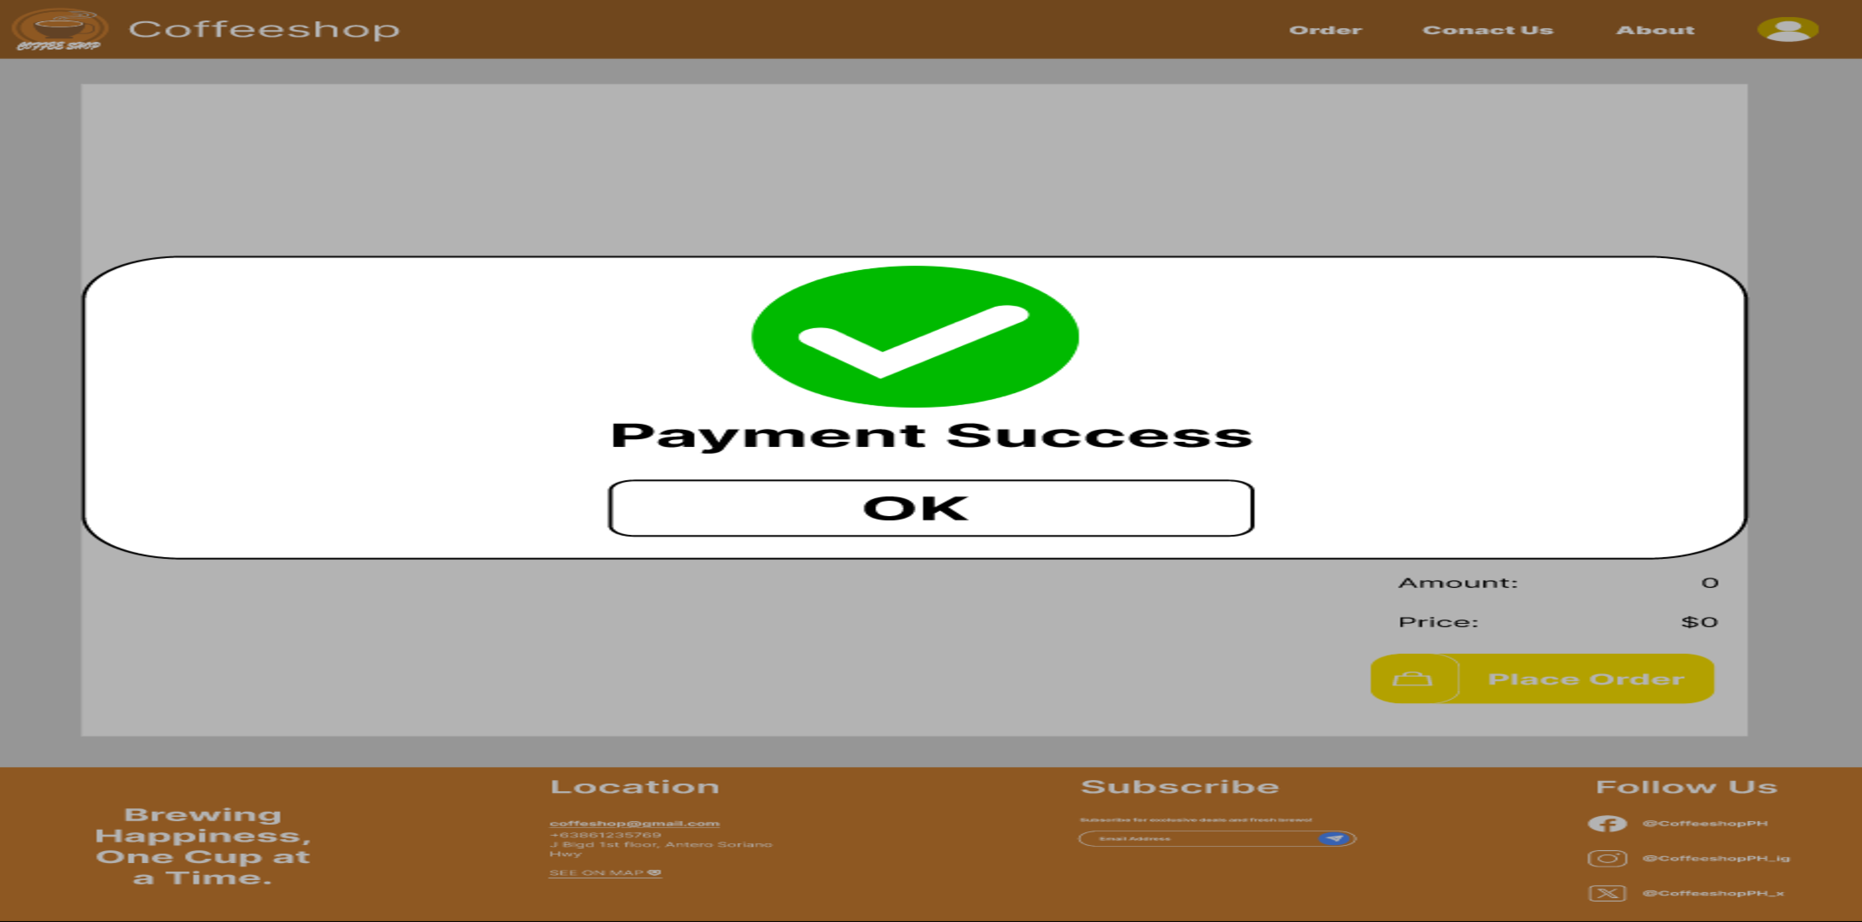 COFFEE SHOP
Coffeeshop
Order
Conact Us
About
Payment Success
OK
Amount: 0
Price: $0
Place Order
Brewing
Happiness,
One Cup at
a Time.
Location
coffeshop@gmail.com
+63861235769
J Blgd 1st floor, Antero Soriano
Hwy
SEE ON MAP
Subscribe
Subscribe for exclusive deals and fresh brews!
Email Address
Follow Us
@CoffeeshopPH
@CoffeeshopPH_ig
@CoffeeshopPH_x